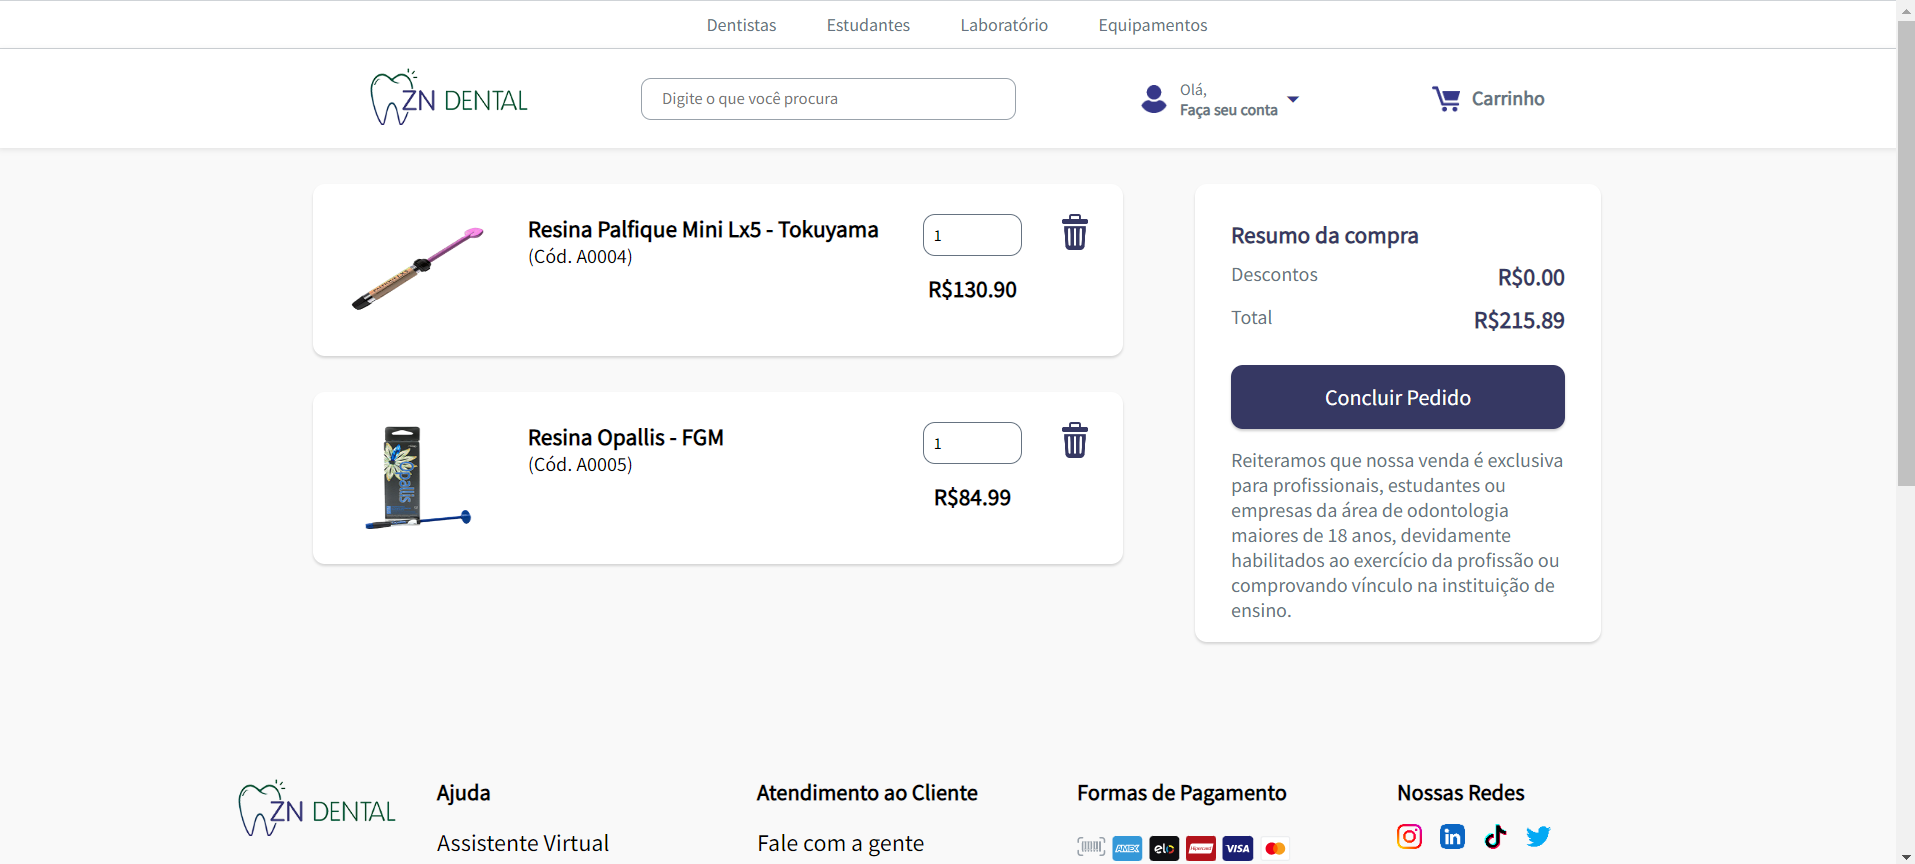 Dentistas Estudantes Laboratório Equipamentos
ZN DENTAL
Digite o que você procura
Olá,
Faça seu conta
Carrinho
Resina Palfique Mini Lx5 - Tokuyama
(Cód. A0004)
1
R$130.90
Resina Opallis - FGM
(Cód. A0005)
1
R$84.99
Opallis
Resumo da compra
Descontos R$0.00
Total R$215.89
Concluir Pedido
Reiteramos que nossa venda é exclusiva
para profissionais, estudantes ou
empresas da área de odontologia
maiores de 18 anos, devidamente
habilitados ao exercício da profissão ou
comprovando vínculo na instituição de
ensino.
ZN DENTAL
Ajuda
Assistente Virtual
Atendimento ao Cliente
Fale com a gente
Formas de Pagamento
AMEX elo Hipercard VISA
Nossas Redes
in